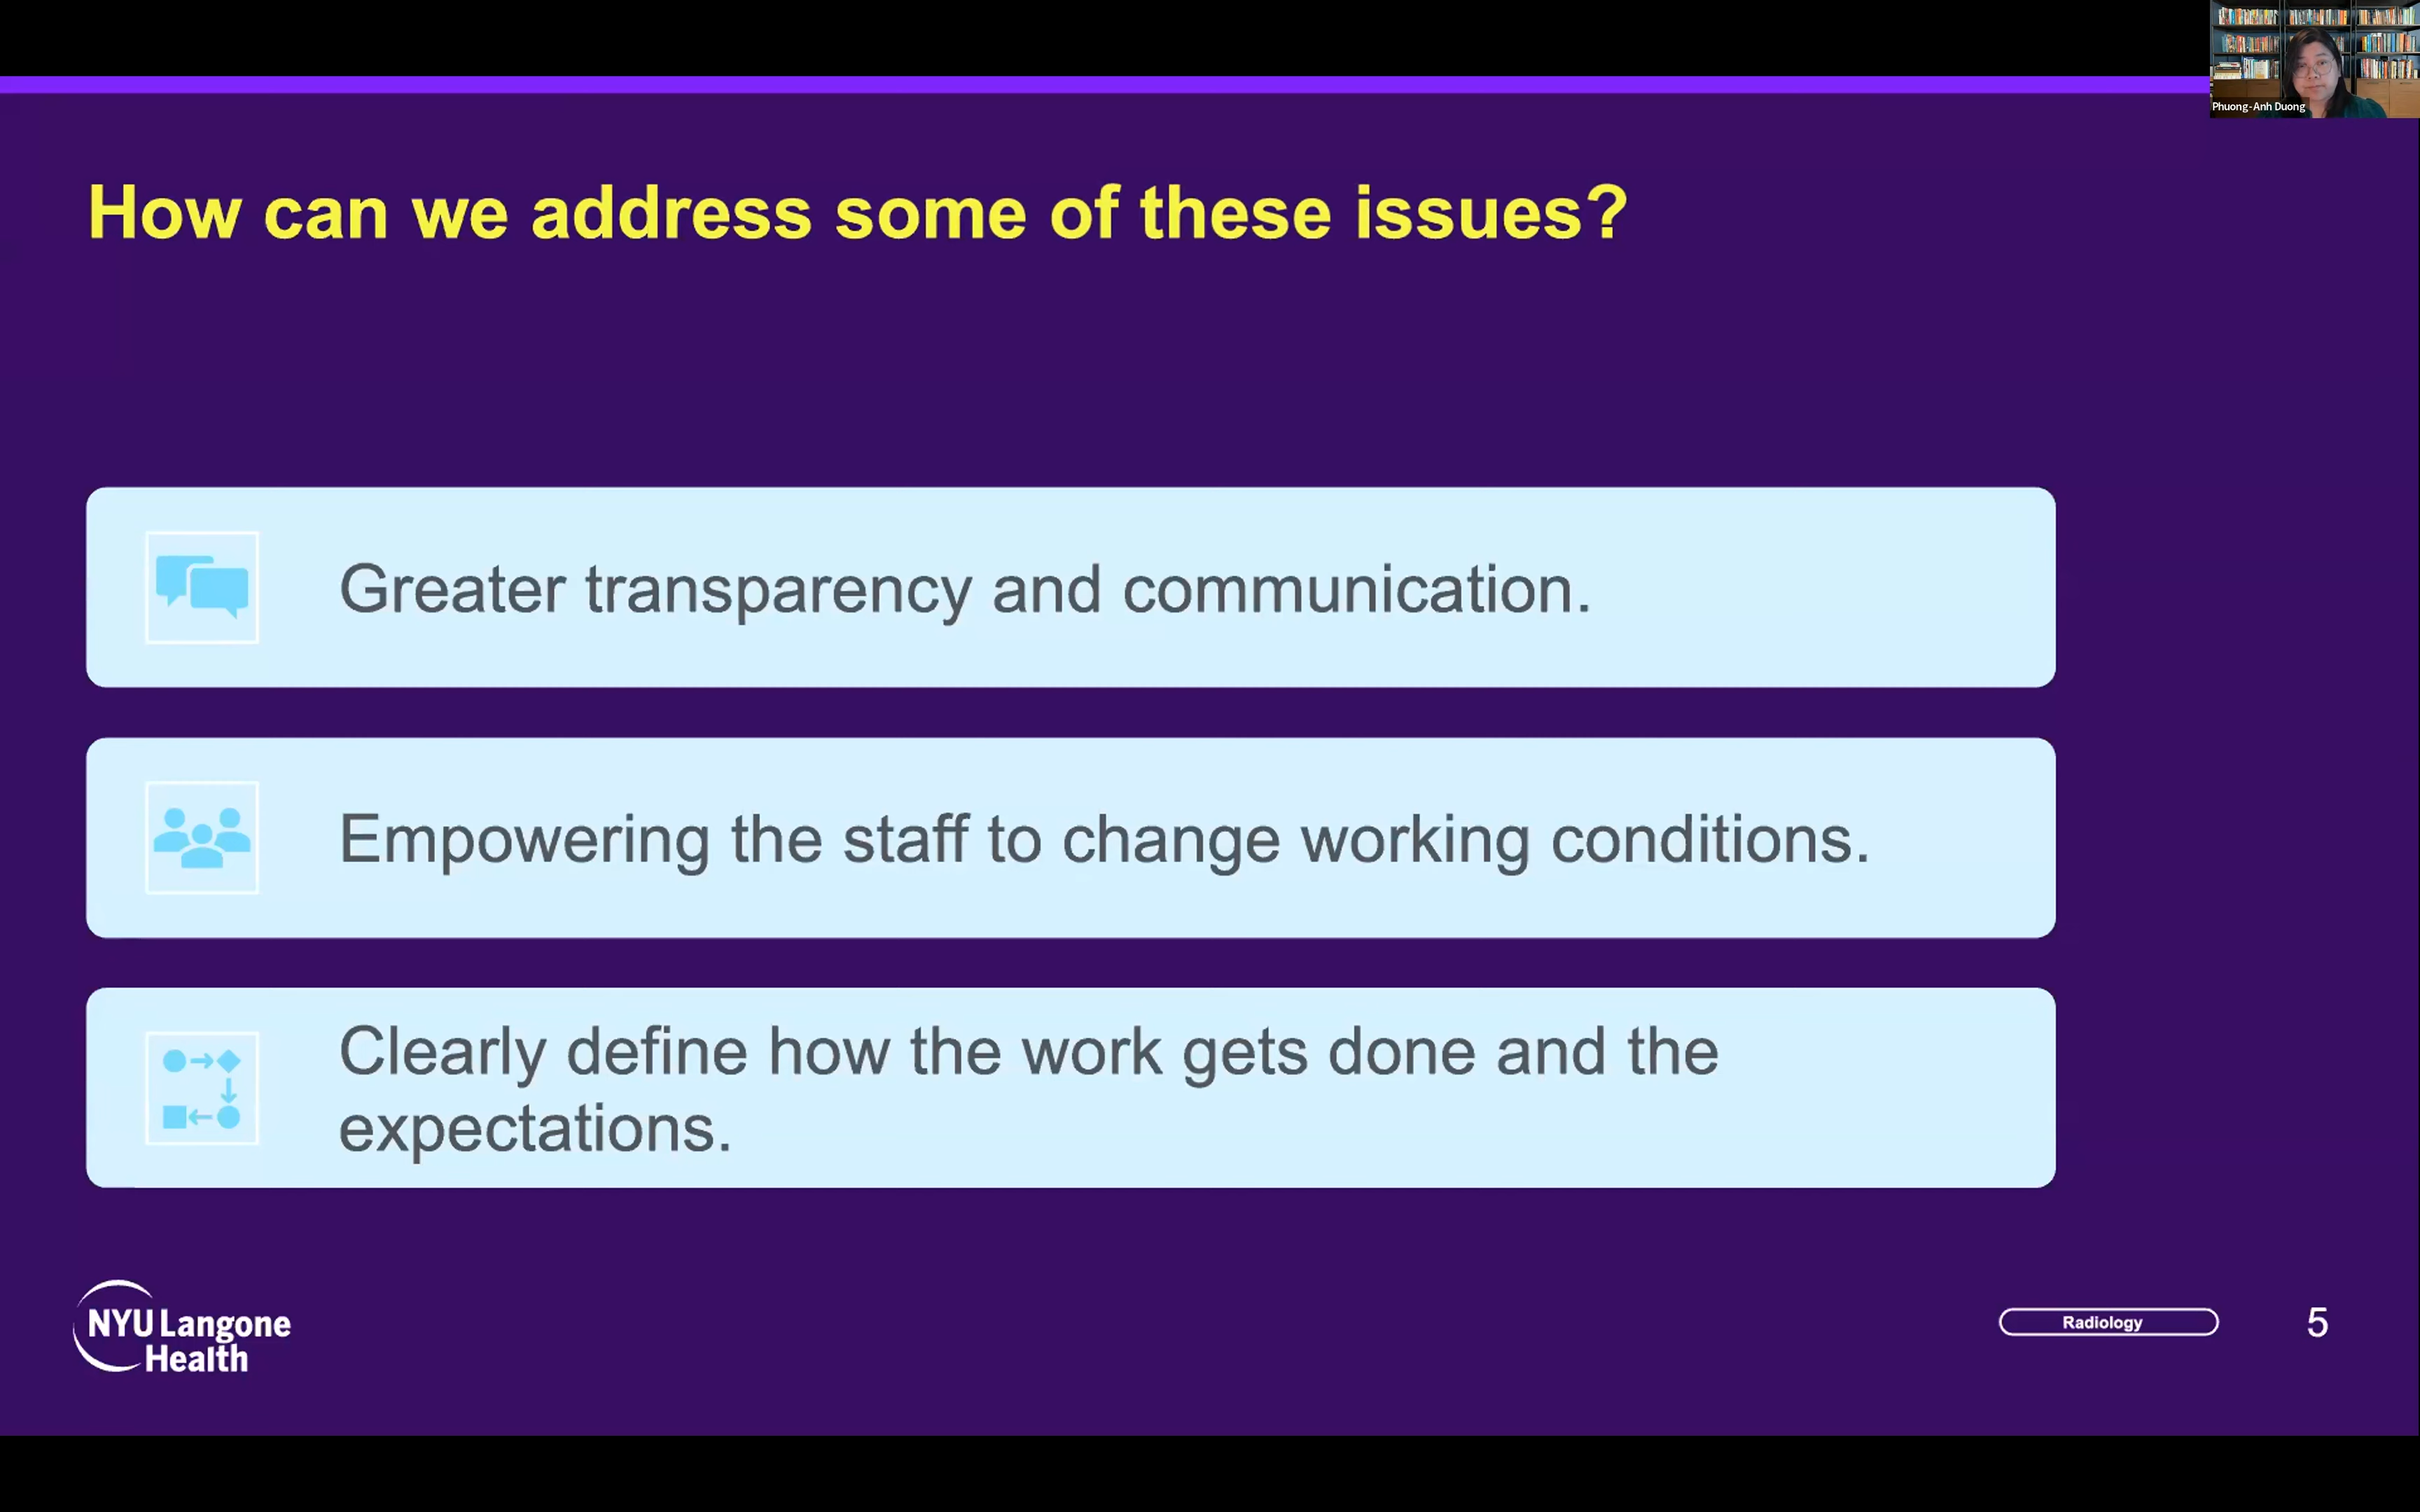 Phuong-Anh Duong
How can we address some of these issues?
Greater transparency and communication.
Empowering the staff to change working conditions.
Clearly define how the work gets done and the
expectations.
NYU Langone
Health
Radiology
5